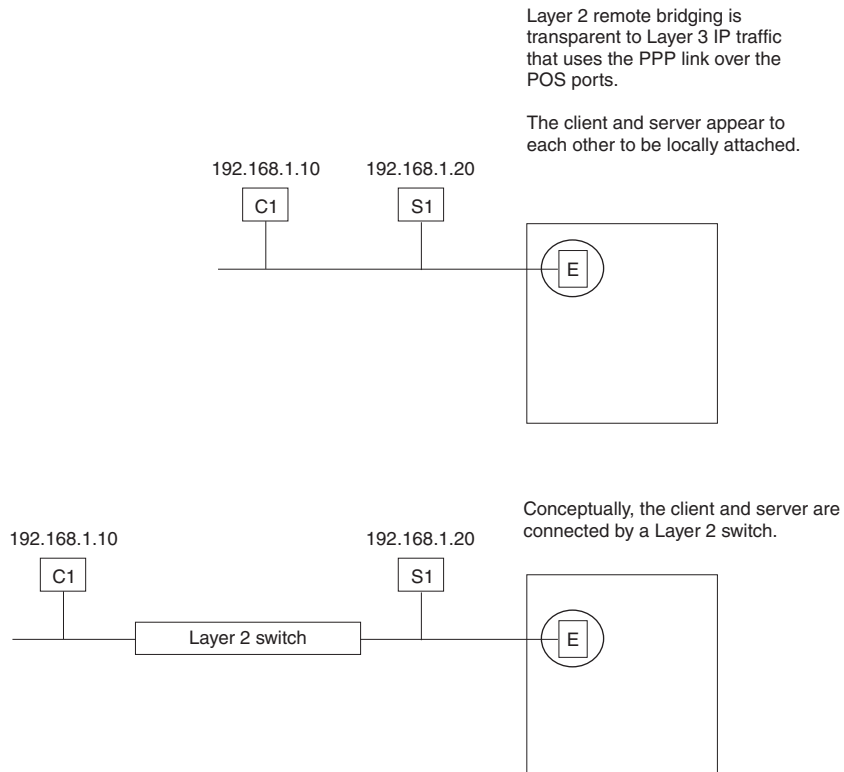 Layer 2 remote bridging is
transparent to Layer 3 IP traffic
that uses the PPP link over the
POS ports.
The client and server appear to
each other to be locally attached.
192.168.1.10
192.168.1.20
C1
S1
E
Conceptually, the client and server are
connected by a Layer 2 switch.
192.168.1.10
192.168.1.20
C1
S1
Layer 2 switch
E